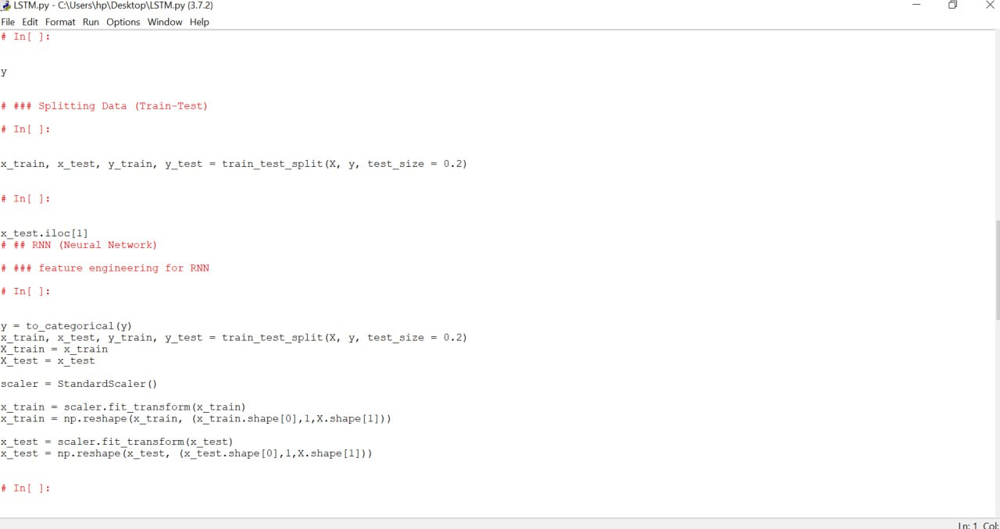 LSTM.py - C:\Users\hp\Desktop\LSTM.py (3.7.2)
File Edit Format Run Options Window Help
# In[ ]:
y
# ### Splitting Data (Train-Test)
# In[ ]:
x_train, x_test, y_train, y_test = train_test_split(X, y, test_size = 0.2)
# In[ ]:
x_test.iloc[1]
# ## RNN (Neural Network)
# ### feature engineering for RNN
# In[ ]:
y = to_categorical(y)
x_train, x_test, y_train, y_test = train_test_split(X, y, test_size = 0.2)
X_train = x_train
X_test = x_test
scaler = StandardScaler()
x_train = scaler.fit_transform(x_train)
x_train = np.reshape(x_train, (x_train.shape[0],1,X.shape[1]))
x_test = scaler.fit_transform(x_test)
x_test = np.reshape(x_test, (x_test.shape[0],1,X.shape[1]))
# In[ ]:
Ln: 1 Col: